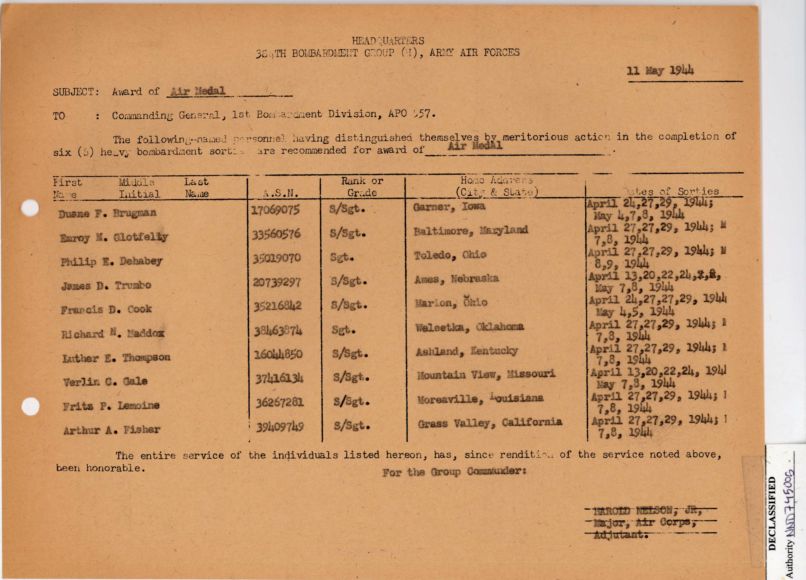 HEADQUARTERS
384TH BOMBARDMENT GROUP (H), ARMY AIR FORCES
11 May 1944
SUBJECT: Award of Air Medal
TO : Commanding General, 1st Bombardment Division, APO 557.
The following-named personnel having distinguished themselves by meritorious action in the completion of
six (6) heavy bombardment sorties are recommended for award of Air Medal .
First Middle Last Rank or Home Address
Name Initial Name A.S.N. Grade (City & State) Dates of Sorties
Duane F. Brugman 17069075 S/Sgt. Garner, Iowa April 24,27,29, 1944;
May 4,7,8, 1944
Emroy N. Glotfelty 33560576 S/Sgt. Baltimore, Maryland April 27,27,29, 1944; M
7,8, 1944
Philip E. Dehabey 35019070 Sgt. Toledo, Ohio April 27,27,29, 1944; M
8,9, 1944
James D. Trumbo 20739297 S/Sgt. Ames, Nebraska April 13,20,22,24,
May 7,8, 1944
Francis D. Cook 35216842 S/Sgt. Marion, Ohio April 24,27,27,29, 1944
May 4,5, 1944
Richard N. Maddox 38463874 Sgt. Weleetka, Oklahoma April 27,27,29, 1944;
7,8, 1944
Luther E. Thompson 16044850 S/Sgt. Ashland, Kentucky April 27,27,29, 1944;
7,8, 1944
Verlin C. Gale 37416134 S/Sgt. Mountain View, Missouri April 13,20,22,24, 194
May 7,8, 1944
Fritz P. Lemoine 36267281 S/Sgt. Moreaville, Louisiana April 27,27,29, 1944;
7,8, 1944
Arthur A. Fisher 39409749 S/Sgt. Grass Valley, California April 27,27,29, 1944;
7,8, 1944
The entire service of the individuals listed hereon, has, since rendition of the service noted above,
been honorable.
For the Group Commander:
HAROLD NELSON, JR,
Major, Air Corps,
Adjutant.
DECLASSIFIED
Authority NND745005